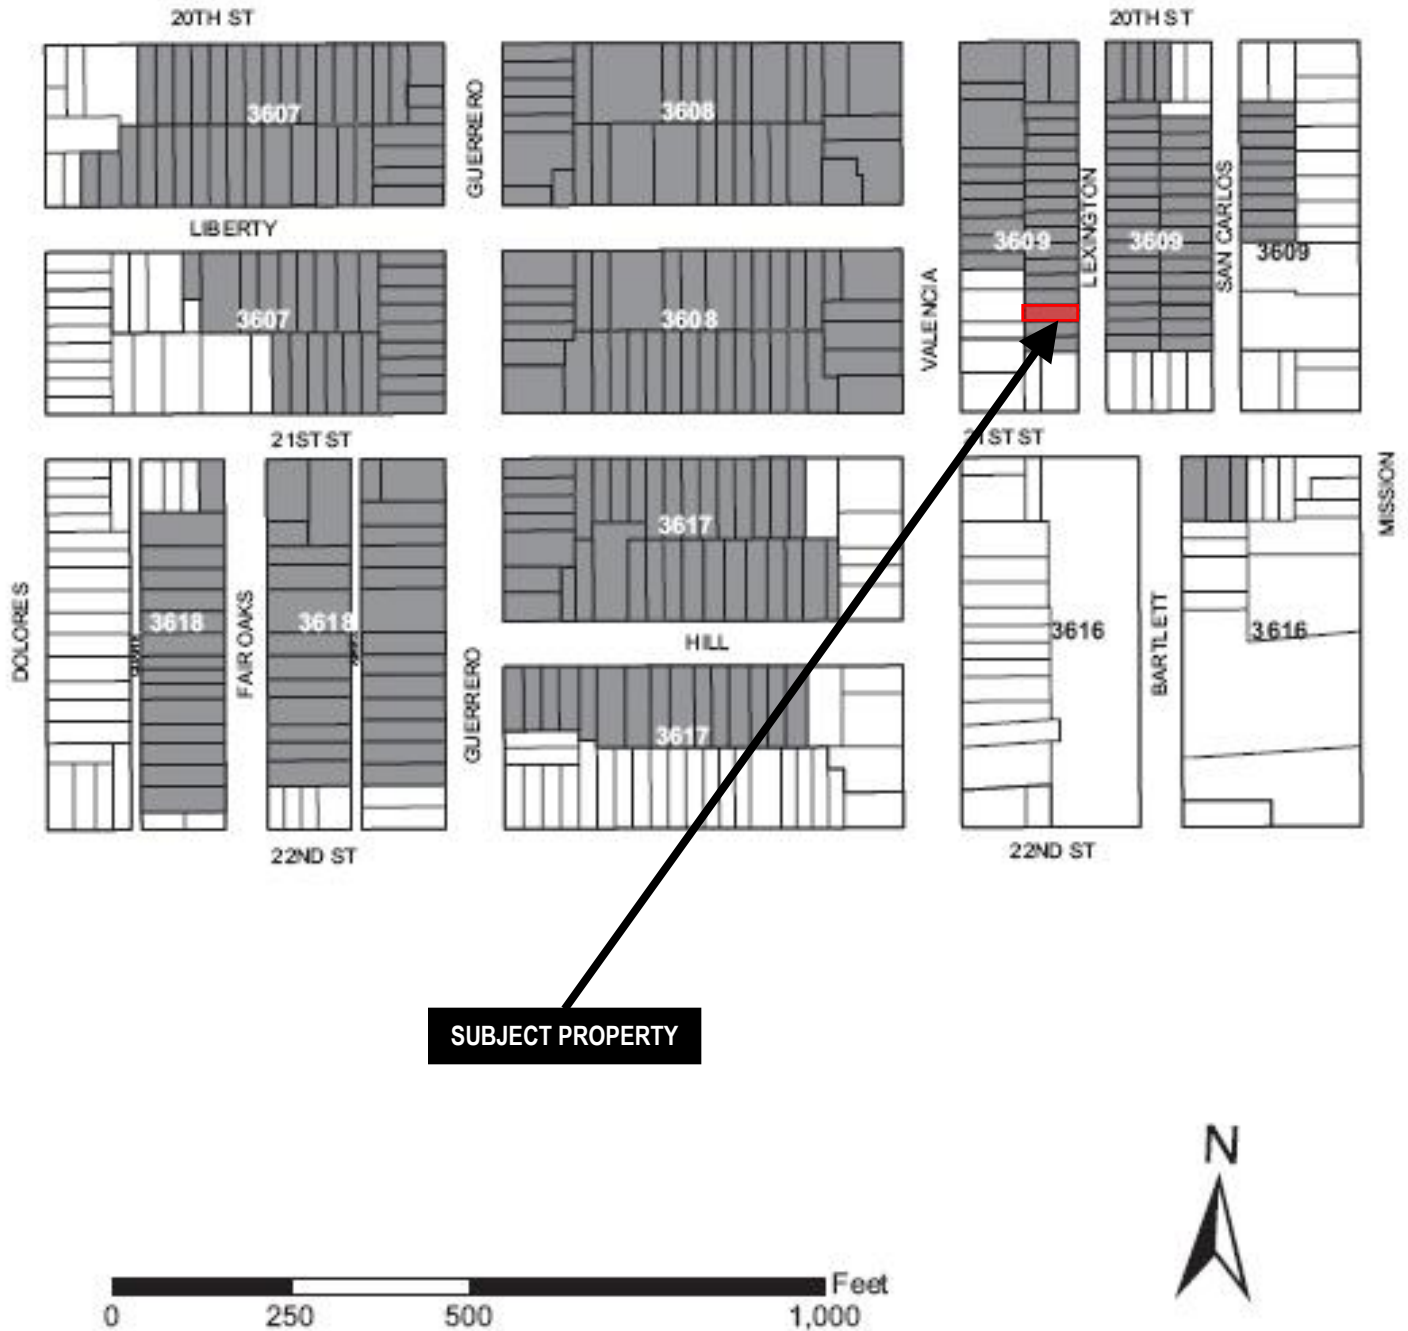 20TH ST
20TH ST
3607
GUERRERO
3608
LEXINGTON
SAN CARLOS
LIBERTY
3609
3609
3609
3607
3608
VALENCIA
21ST ST
21ST ST
MISSION
3617
DOLORES
3618
FAIR OAKS
3618
HILL
3616
BARTLETT
3616
GUERRERO
3617
22ND ST
22ND ST
SUBJECT PROPERTY
N
Feet
0 250 500 1,000